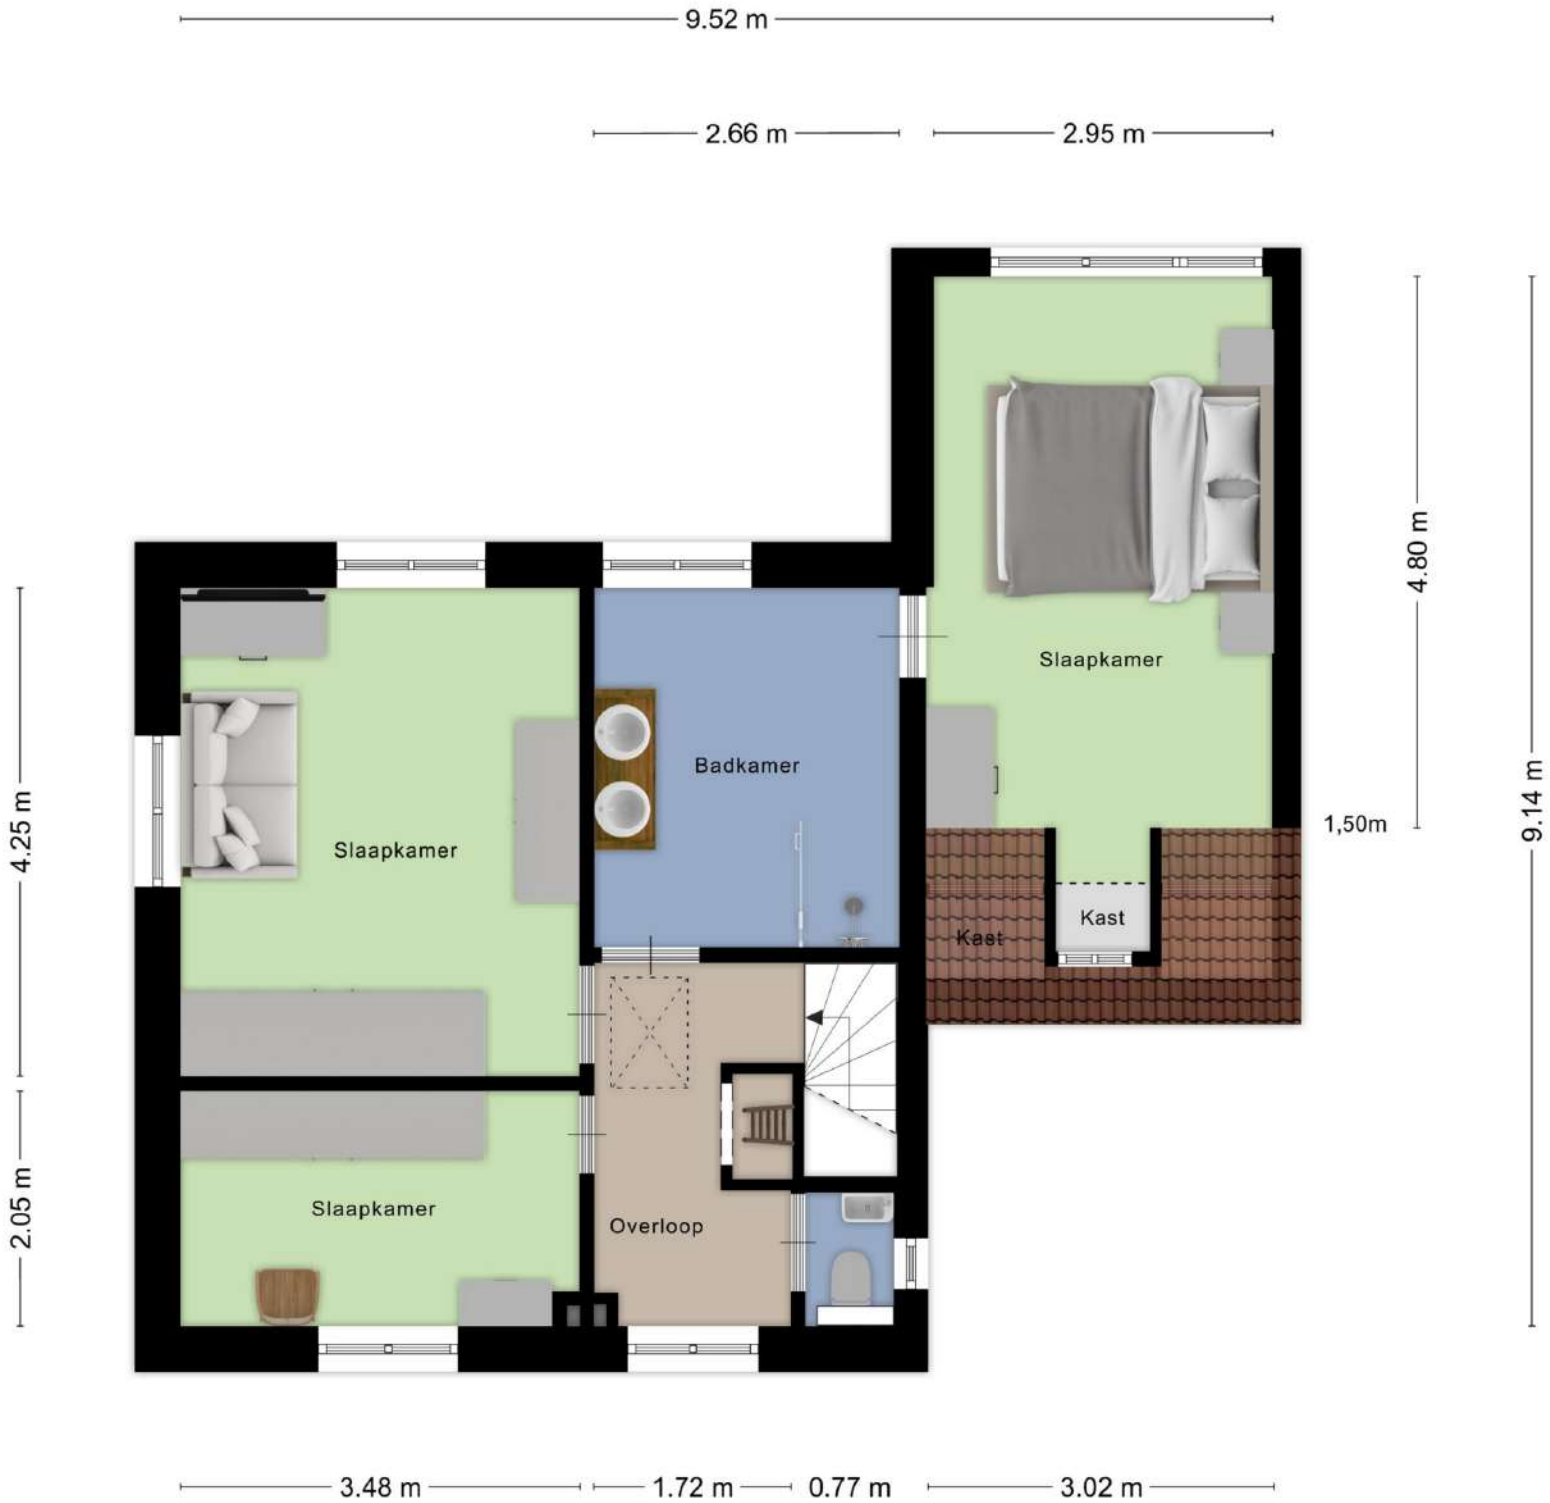 9.52 m
2.66 m
2.95 m
4.80 m
Slaapkamer
Badkamer
9.14 m
1,50m
4.25 m
Slaapkamer
Kast
Kast
2.05 m
Slaapkamer
Overloop
3.48 m
1.72 m
0.77 m
3.02 m